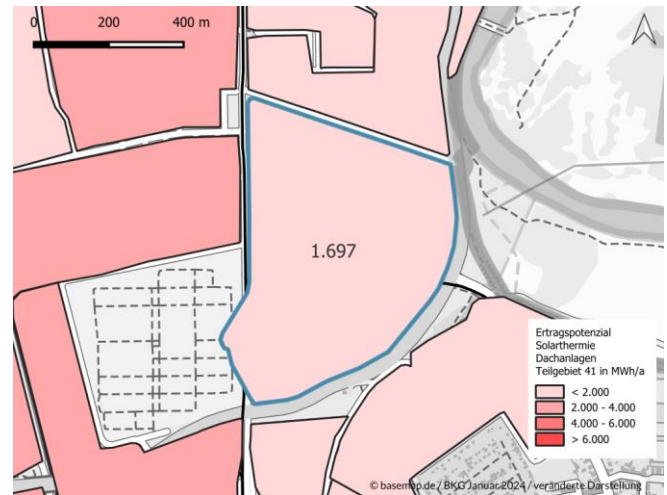 0 200 400 m
1.697
Ertragspotenzial
Solarthermie
Dachanlagen
Teilgebiet 41 in MWh/a
< 2.000
2.000 - 4.000
4.000 - 6.000
> 6.000
© basemap.de / BKG Januar 2024 / veränderte Darstellung